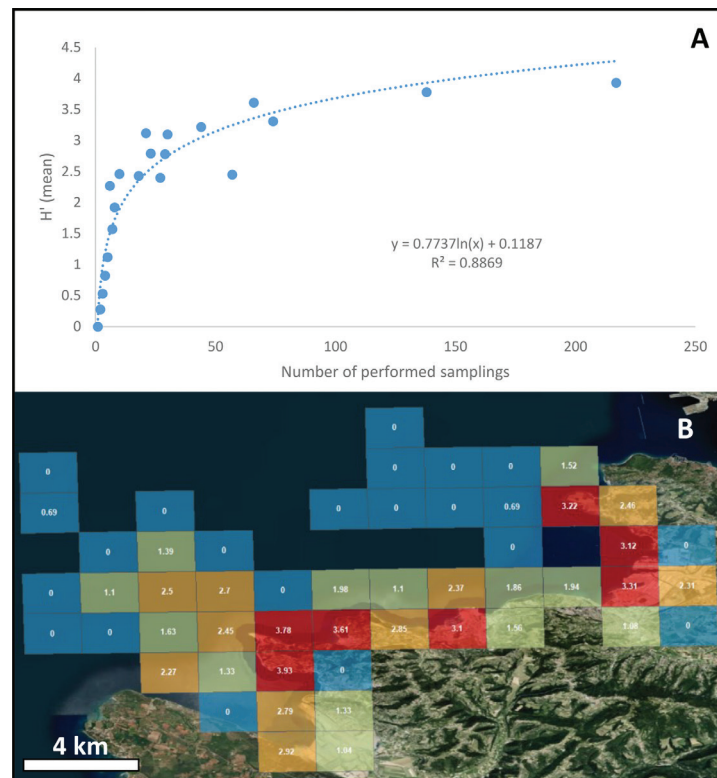 A
4.5
4
3.5
3
2.5
2
1.5
1
0.5
0
H' (mean)
y = 0.7737ln(x) + 0.1187
R² = 0.8869
0 50 100 150 200 250
Number of performed samplings
B
0
0 0 0 0 1.52
0.69 0 0 0 0 0.69 3.22 2.46
0 1.39 0 0 3.12 0
0 1.1 2.5 2.7 0 1.98 1.1 2.37 1.86 1.94 3.31 2.31
0 0 1.63 2.45 3.78 3.61 2.85 3.1 1.56 1.08 0
2.27 1.33 3.93 0
0 2.79 1.33
2.92 1.04
4 km